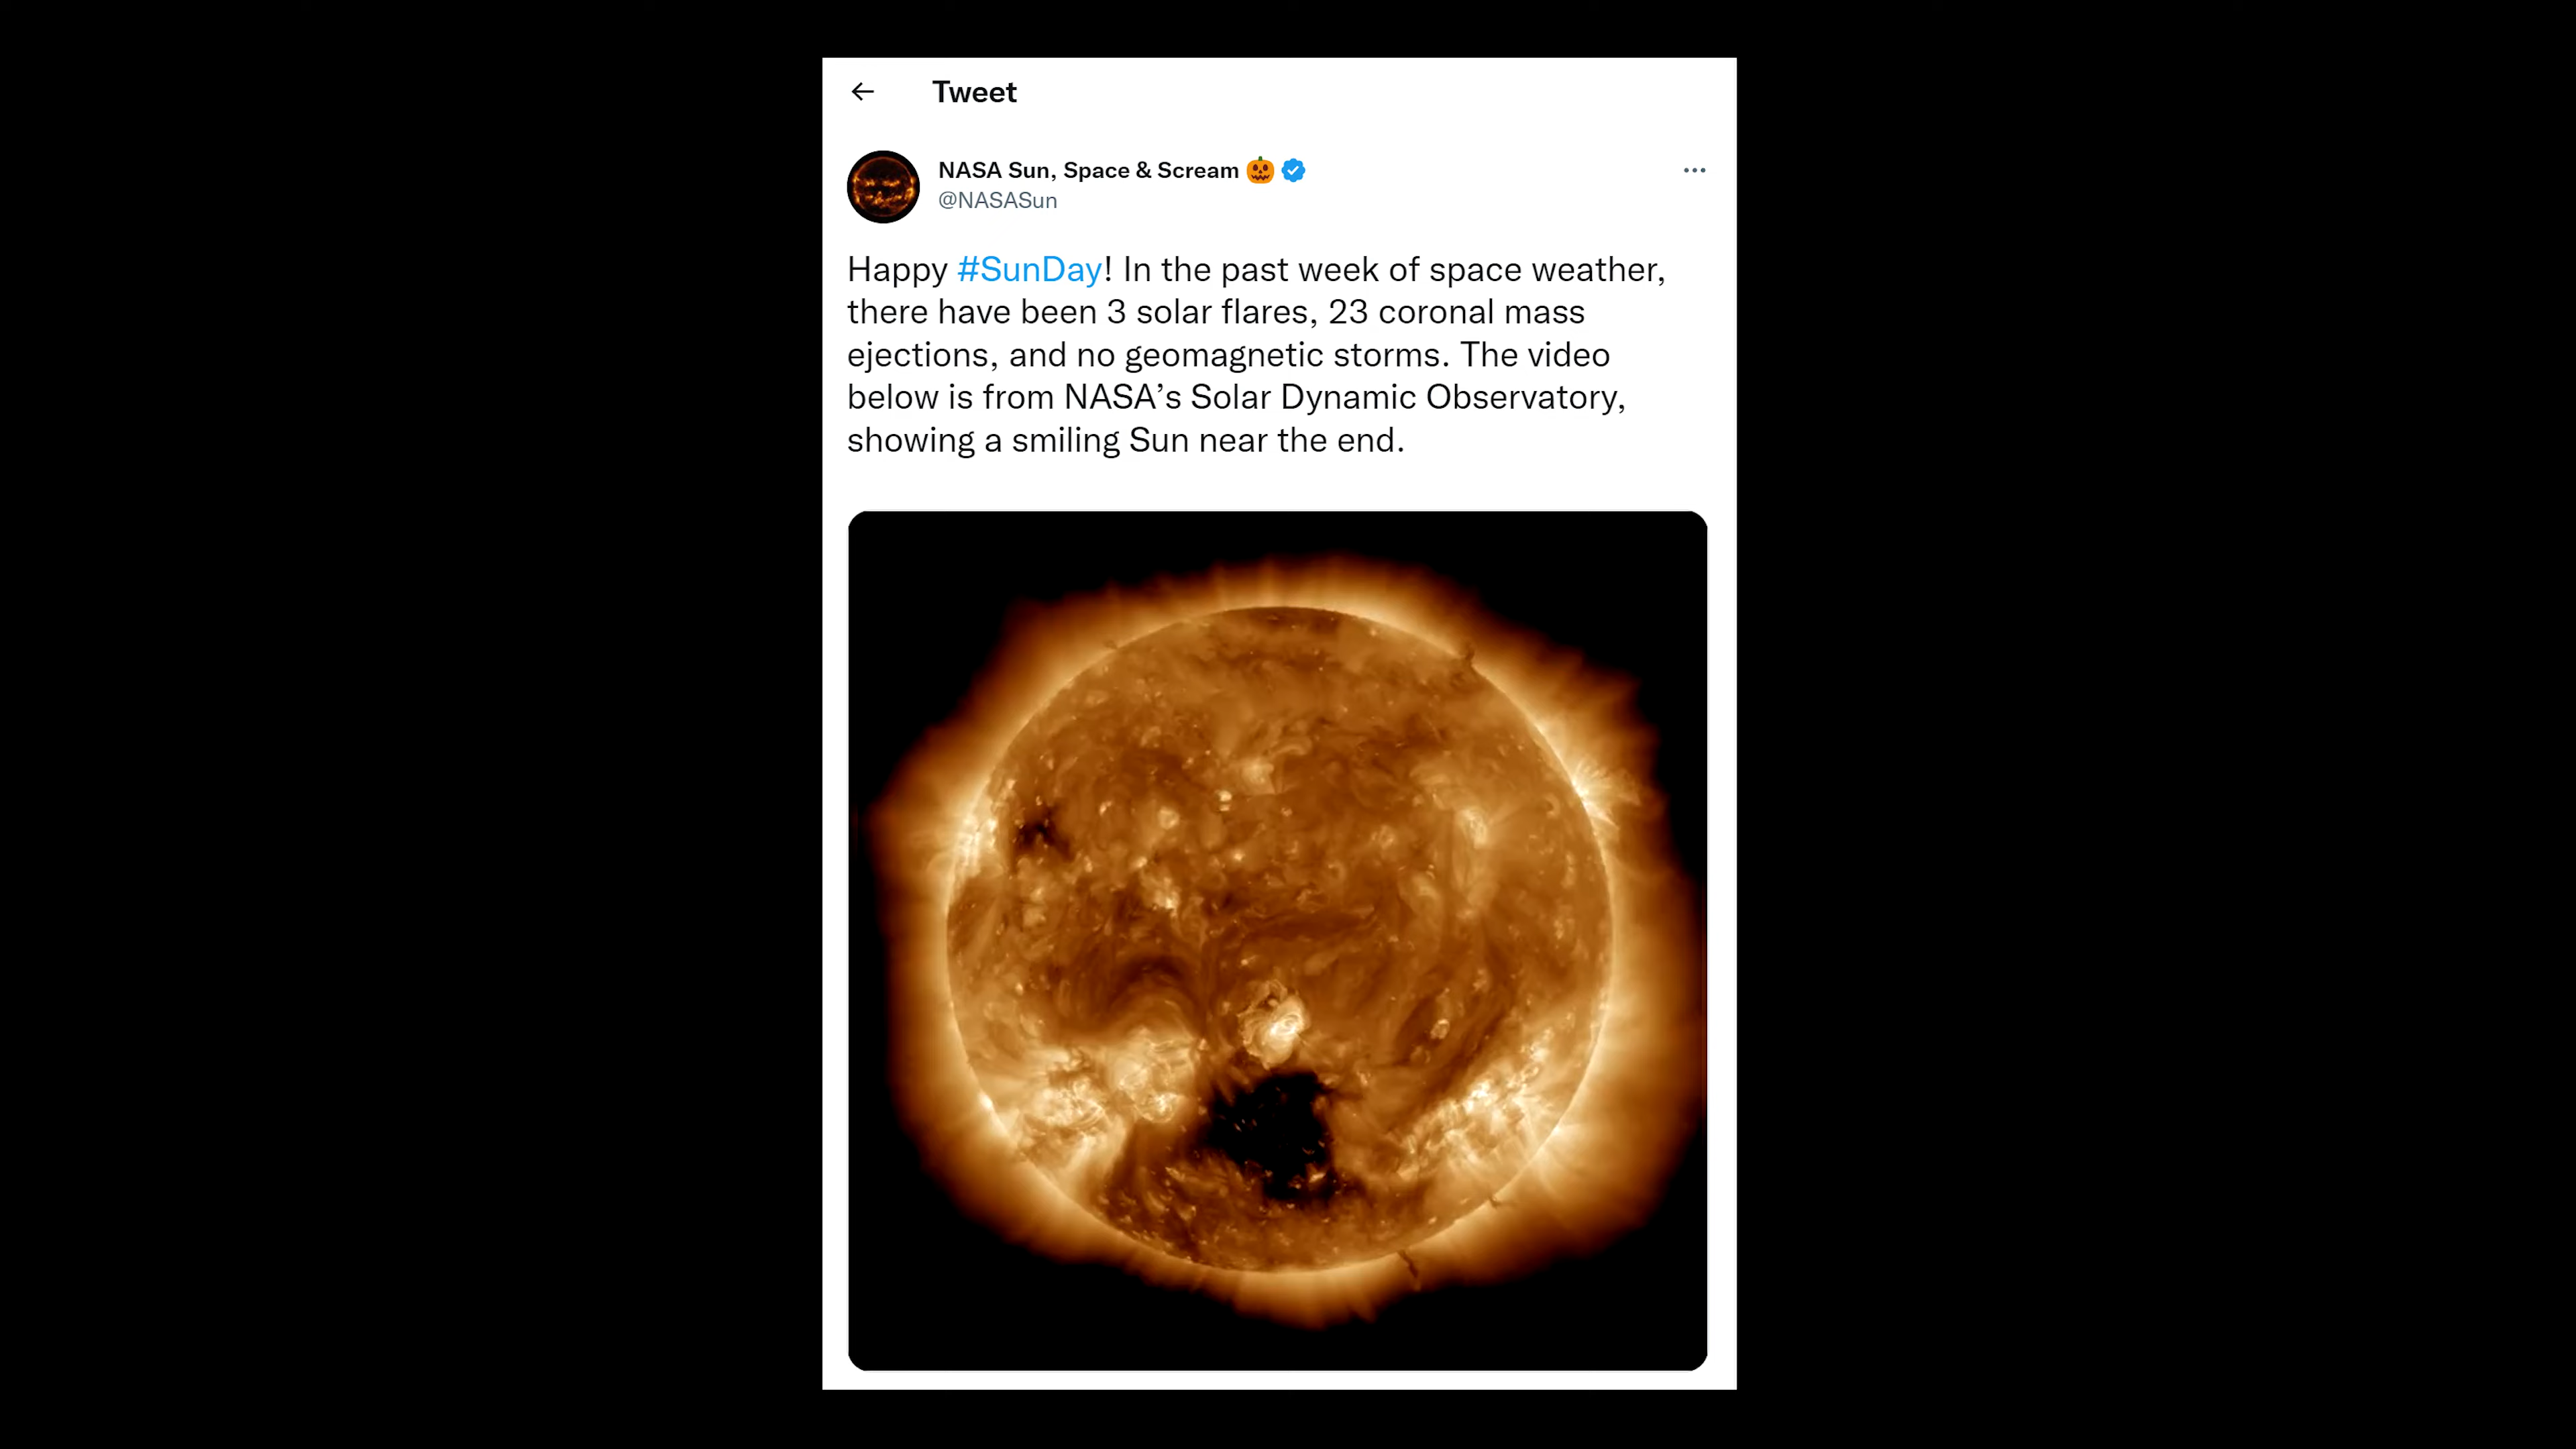 Tweet
NASA Sun, Space & Scream 🎃
@NASASun
Happy #SunDay! In the past week of space weather,
there have been 3 solar flares, 23 coronal mass
ejections, and no geomagnetic storms. The video
below is from NASA’s Solar Dynamic Observatory,
showing a smiling Sun near the end.